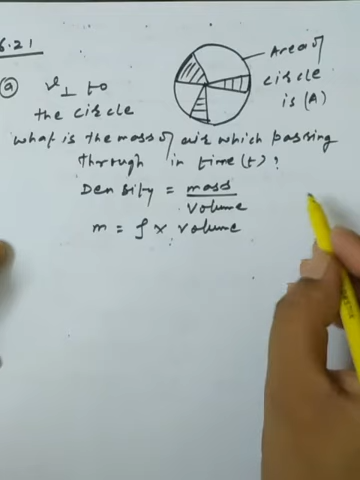 6.21
Area of
circle
is (A)
(a) v⊥ to
the circle
what is the mass of air which passing
through in time (t) ?
Density = mass
Volume
m = ρ × volume